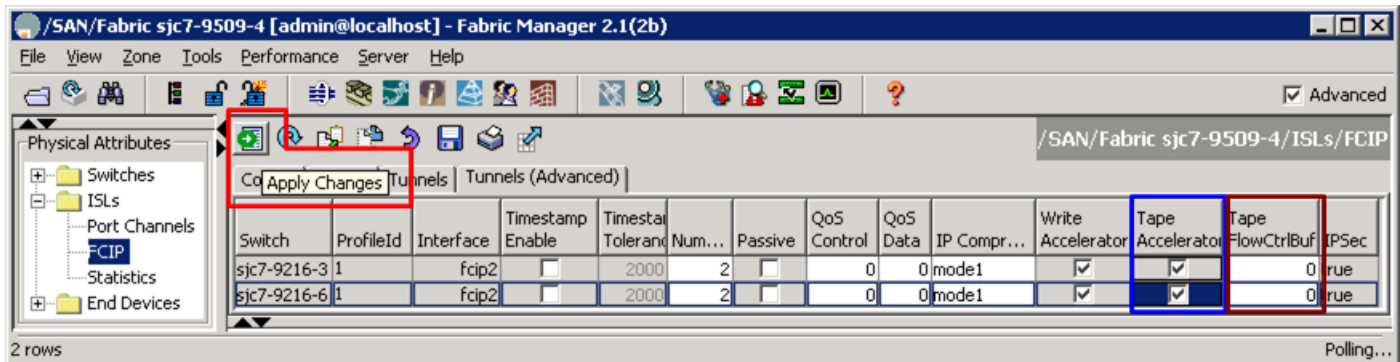 /SAN/Fabric sjc7-9509-4 [admin@localhost] - Fabric Manager 2.1(2b)
File View Zone Tools Performance Server Help
Advanced
Physical Attributes
Switches
ISLs
Port Channels
FCIP
Statistics
End Devices
/SAN/Fabric sjc7-9509-4/ISLs/FCIP
Apply Changes
Tunnels Tunnels (Advanced)
Switch ProfileId Interface Timestamp Enable Timestar Toleranc Num... Passive QoS Control QoS Data IP Compr... Write Accelerator Tape Accelerator Tape FlowCtrlBuf IPSec
sjc7-9216-3 1 fcip2 2000 2 0 0 mode1 0 rue
sjc7-9216-6 1 fcip2 2000 2 0 0 mode1 0 rue
2 rows Polling...